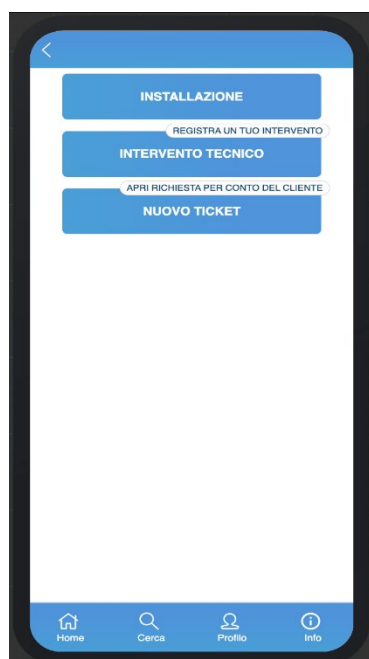 INSTALLAZIONE
REGISTRA UN TUO INTERVENTO
INTERVENTO TECNICO
APRI RICHIESTA PER CONTO DEL CLIENTE
NUOVO TICKET
Home Cerca Profilo Info